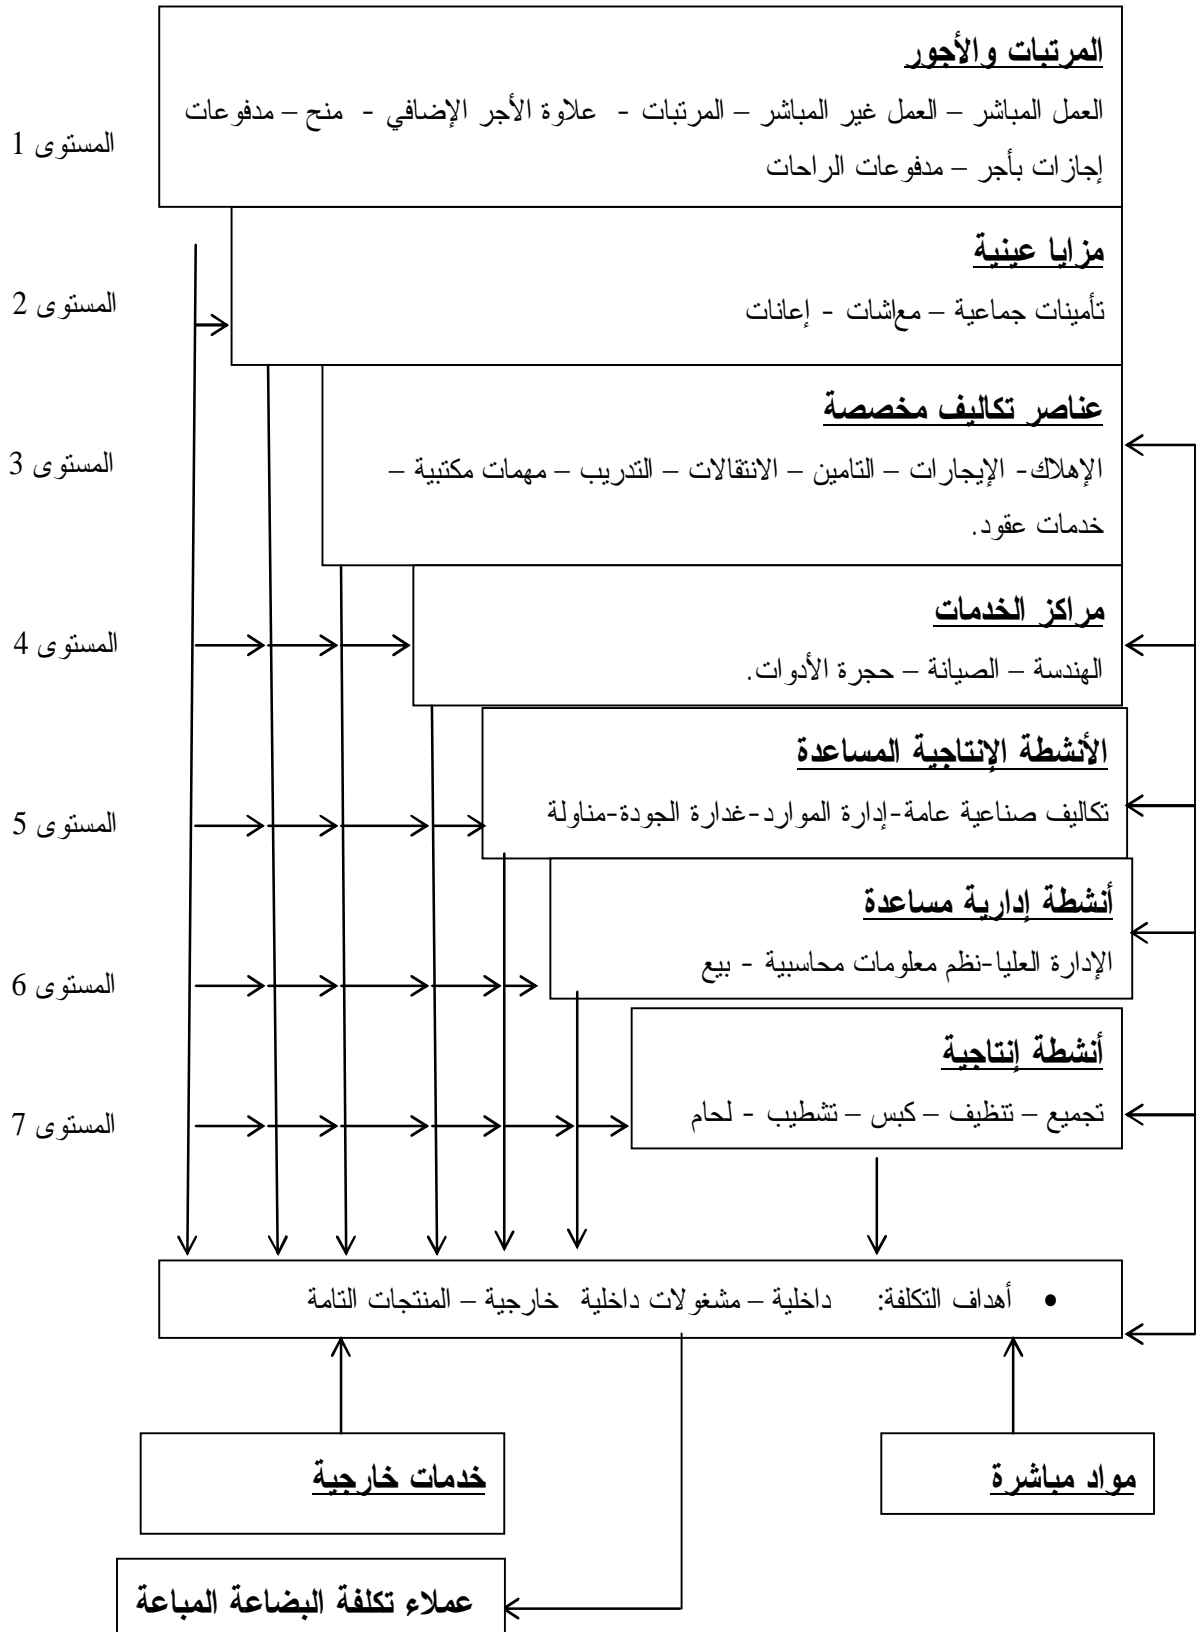 المرتبات والأجور
العمل المباشر – العمل غير المباشر – المرتبات - علاوة الأجر الإضافي - منح – مدفوعات
إجازات بأجر – مدفوعات الراحات
المستوى 1
مزايا عينية
تأمينات جماعية – معاشات - إعانات
المستوى 2
عناصر تكاليف مخصصة
الإهلاك- الإيجارات – التامين – الانتقالات – التدريب – مهمات مكتبية –
خدمات عقود.
المستوى 3
مراكز الخدمات
الهندسة – الصيانة – حجرة الأدوات.
المستوى 4
الأنشطة الإنتاجية المساعدة
تكاليف صناعية عامة-إدارة الموارد-غدارة الجودة-مناولة
المستوى 5
أنشطة إدارية مساعدة
الإدارة العليا-نظم معلومات محاسبية - بيع
المستوى 6
أنشطة إنتاجية
تجميع – تنظيف – كبس – تشطيب - لحام
المستوى 7
• أهداف التكلفة: داخلية – مشغولات داخلية خارجية – المنتجات التامة
مواد مباشرة
خدمات خارجية
عملاء تكلفة البضاعة المباعة